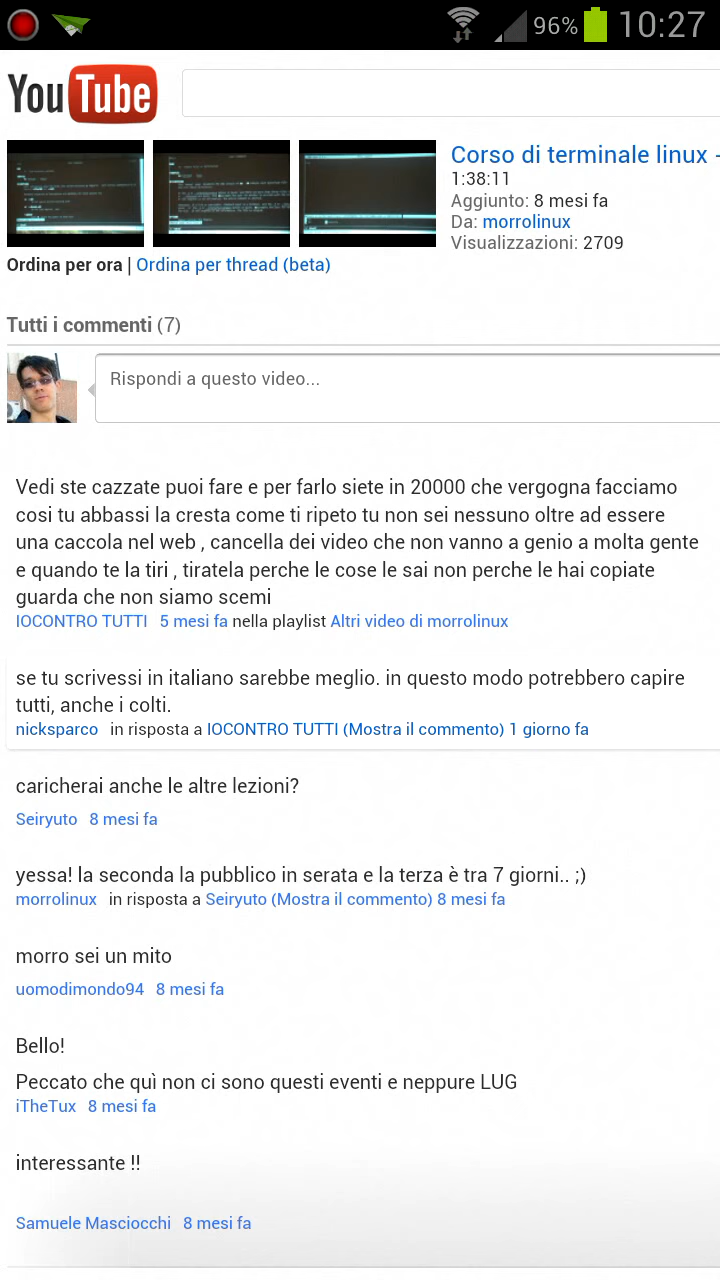 96% 10:27
YouTube
Corso di terminale linux -
1:38:11
Aggiunto: 8 mesi fa
Da: morrolinux
Visualizzazioni: 2709
Ordina per ora | Ordina per thread (beta)
Tutti i commenti (7)
Rispondi a questo video...
Vedi ste cazzate puoi fare e per farlo siete in 20000 che vergogna facciamo
cosi tu abbassi la cresta come ti ripeto tu non sei nessuno oltre ad essere
una caccola nel web , cancella dei video che non vanno a genio a molta gente
e quando te la tiri , tiratela perche le cose le sai non perche le hai copiate
guarda che non siamo scemi
IOCONTRO TUTTI 5 mesi fa nella playlist Altri video di morrolinux
se tu scrivessi in italiano sarebbe meglio. in questo modo potrebbero capire
tutti, anche i colti.
nicksparco in risposta a IOCONTRO TUTTI (Mostra il commento) 1 giorno fa
caricherai anche le altre lezioni?
Seiryuto 8 mesi fa
yessa! la seconda la pubblico in serata e la terza è tra 7 giorni.. ;)
morrolinux in risposta a Seiryuto (Mostra il commento) 8 mesi fa
morro sei un mito
uomodimondo94 8 mesi fa
Bello!
Peccato che quì non ci sono questi eventi e neppure LUG
iTheTux 8 mesi fa
interessante !!
Samuele Masciocchi 8 mesi fa